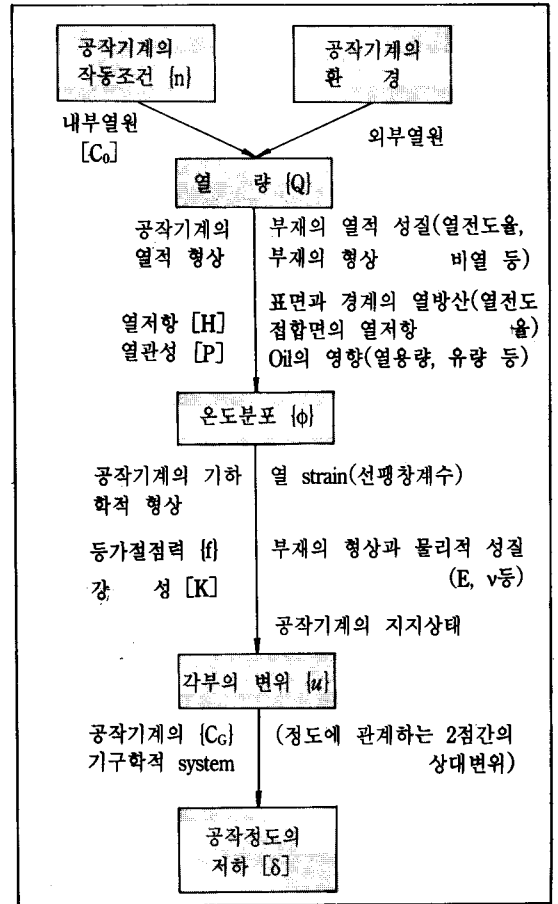 공작기계의
작동조건 {n}
공작기계의
환 경
내부열원
[C₀]
외부열원
열 량 {Q}
공작기계의
열적 형상
부재의 열적 성질(열전도율,
부재의 형상 비열 등)
열저항 [H]
열관성 [P]
표면과 경계의 열방산(열전도
접합면의 열저항 율)
Oil의 영향(열용량, 유량 등)
온도분포 {φ}
공작기계의 기하
학적 형상
열 strain(선팽창계수)
등가절점력 {f}
강 성 [K]
부재의 형상과 물리적 성질
(E, ν등)
공작기계의 지지상태
각부의 변위 {u}
공작기계의 {C_G}
기구학적 system
(정도에 관계하는 2점간의
상대변위)
공작정도의
저하 [δ]